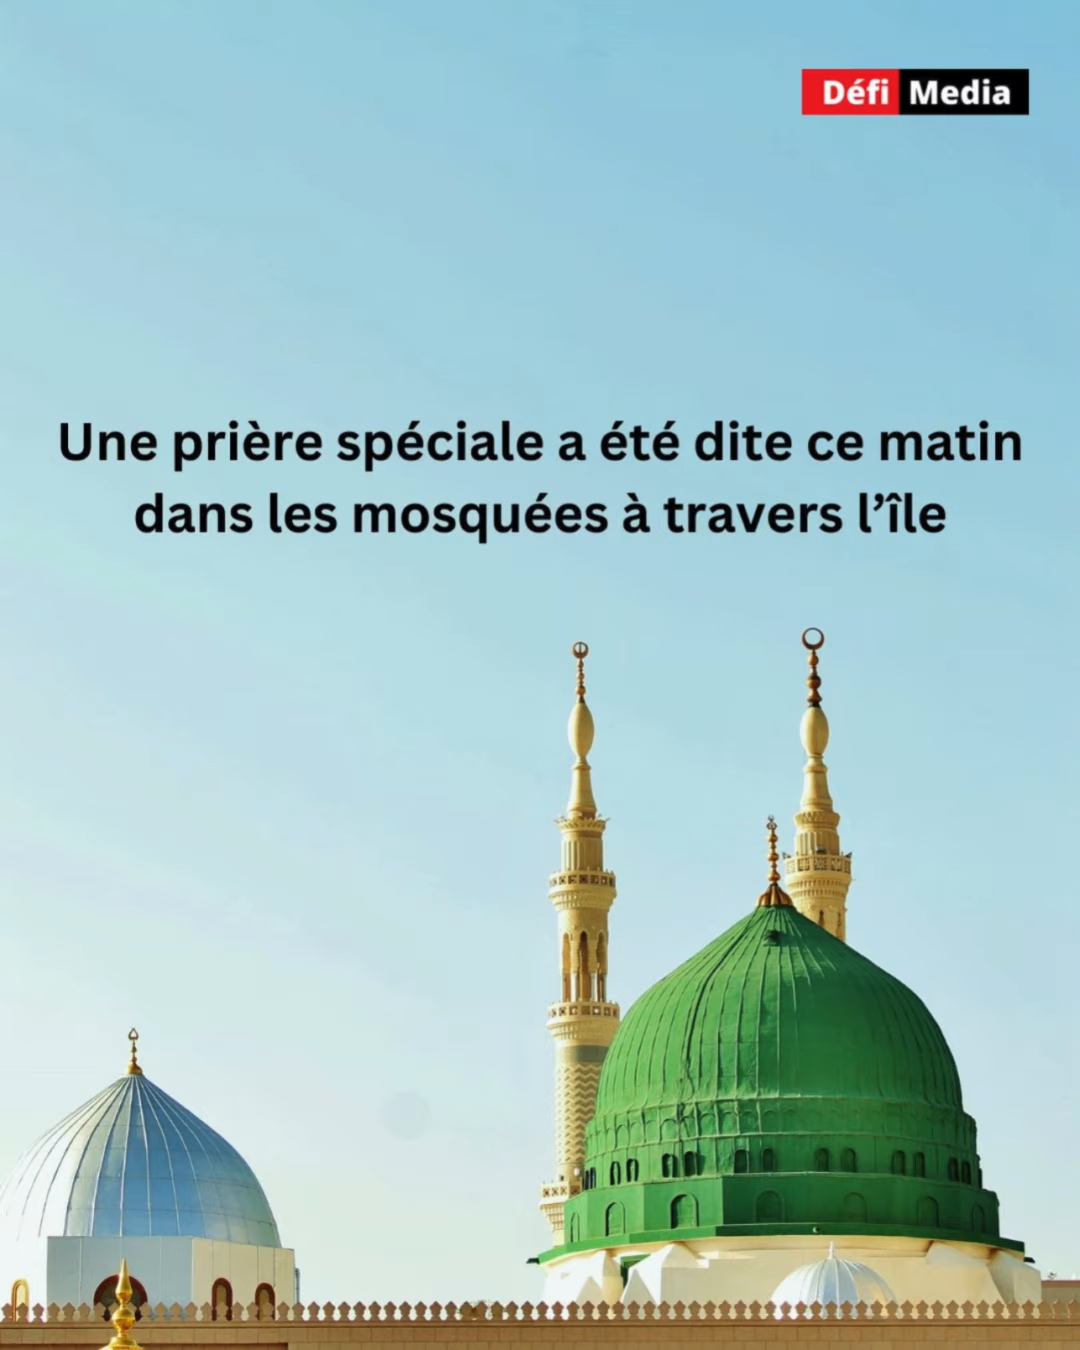 Défi Media
Une prière spéciale a été dite ce matin
dans les mosquées à travers l’île